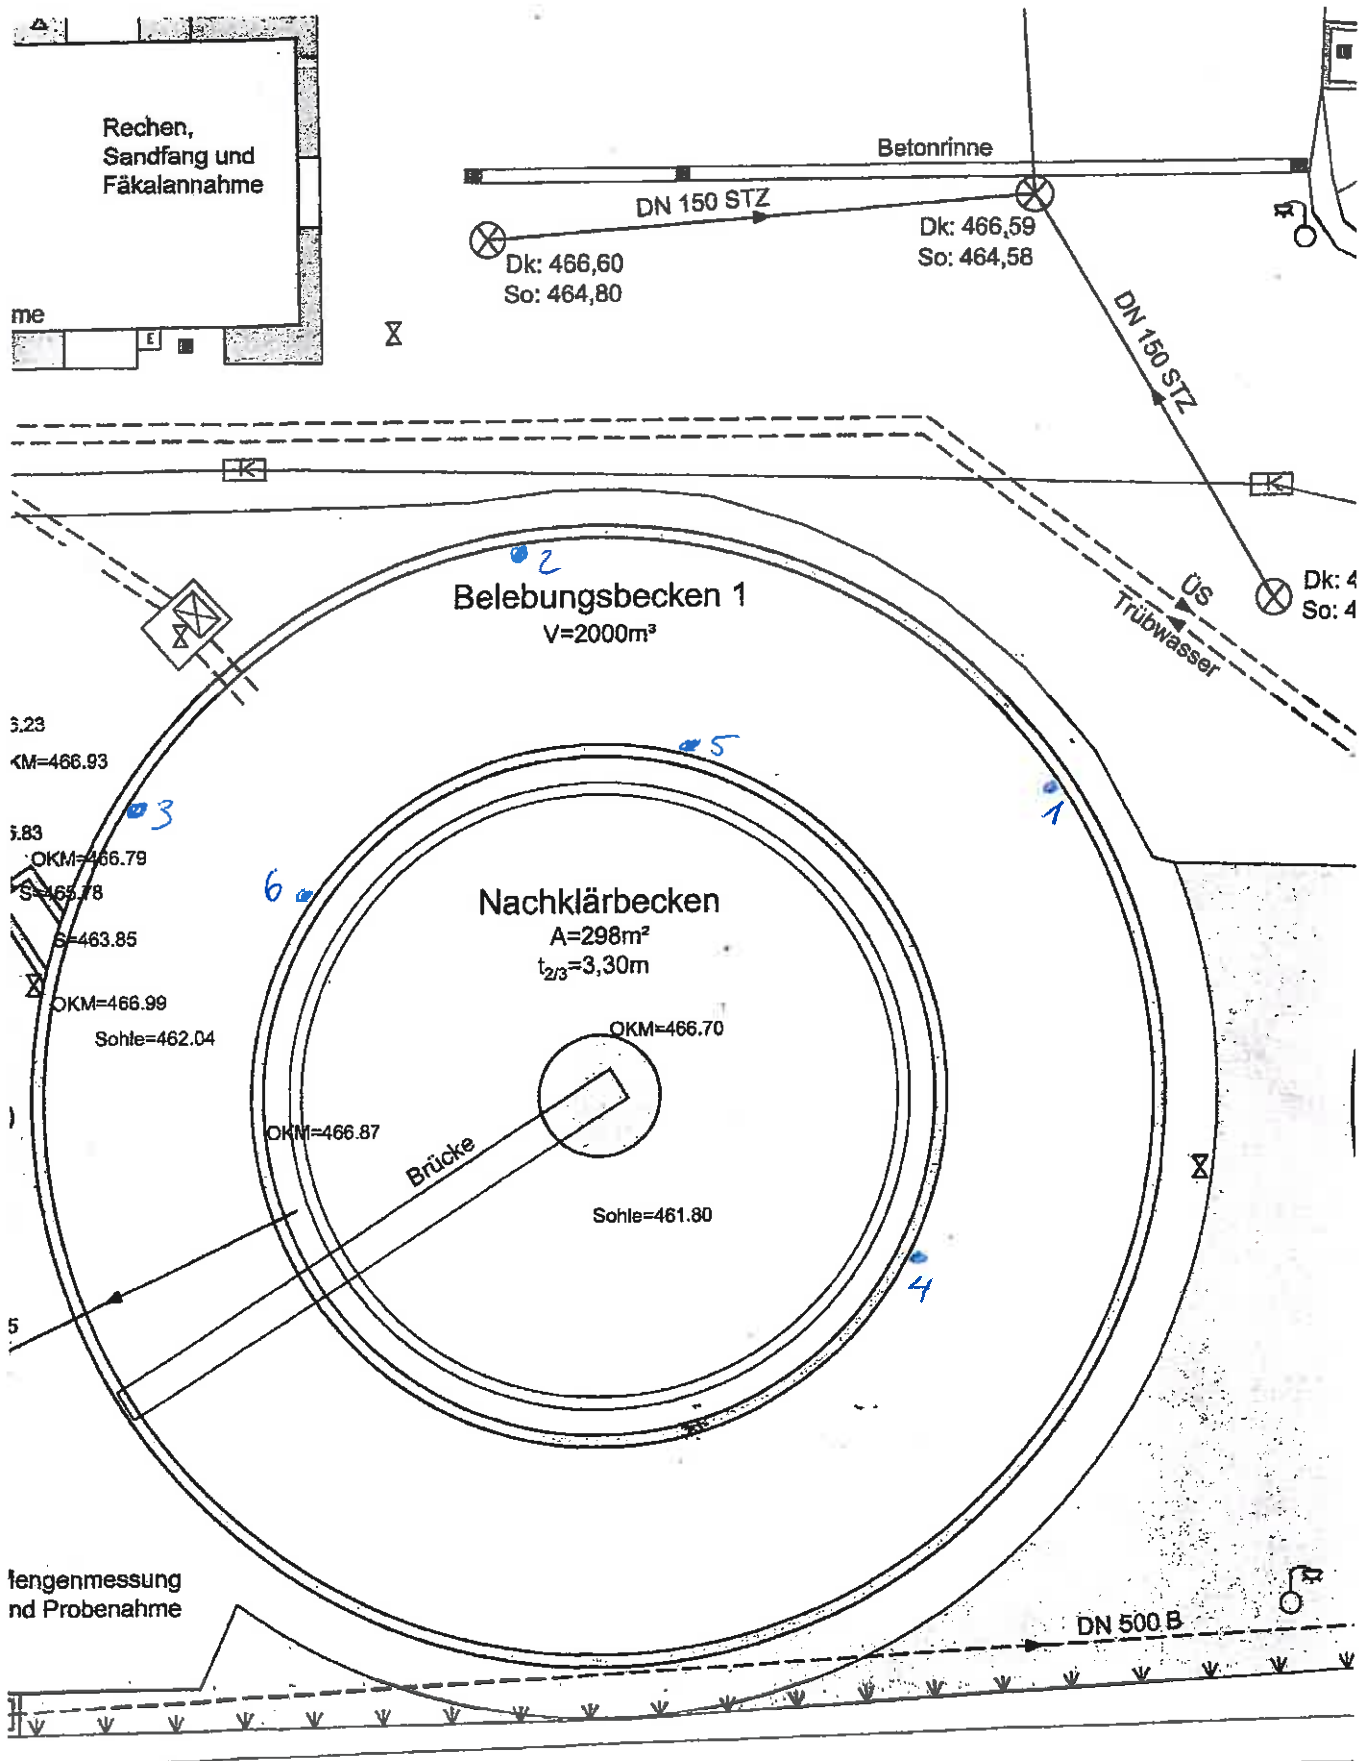 Rechen,
Sandfang und
Fäkalannahme
me
E
Betonrinne
DN 150 STZ
Dk: 466,59
So: 464,58
Dk: 466,60
So: 464,80
DN 150 STZ
ÜS
Trübwasser
Dk: 4
So: 4
2
Belebungsbecken 1
V=2000m³
5
1
3
6
KM=466.93
OKM=466.79
S=465.78
S=463.85
OKM=466.99
Sohle=462.04
Nachklärbecken
A=298m²
t2/3=3,30m
OKM=466.70
OKM=466.87
Brücke
Sohle=461.80
4
5
engenmessung
nd Probenahme
DN 500 B